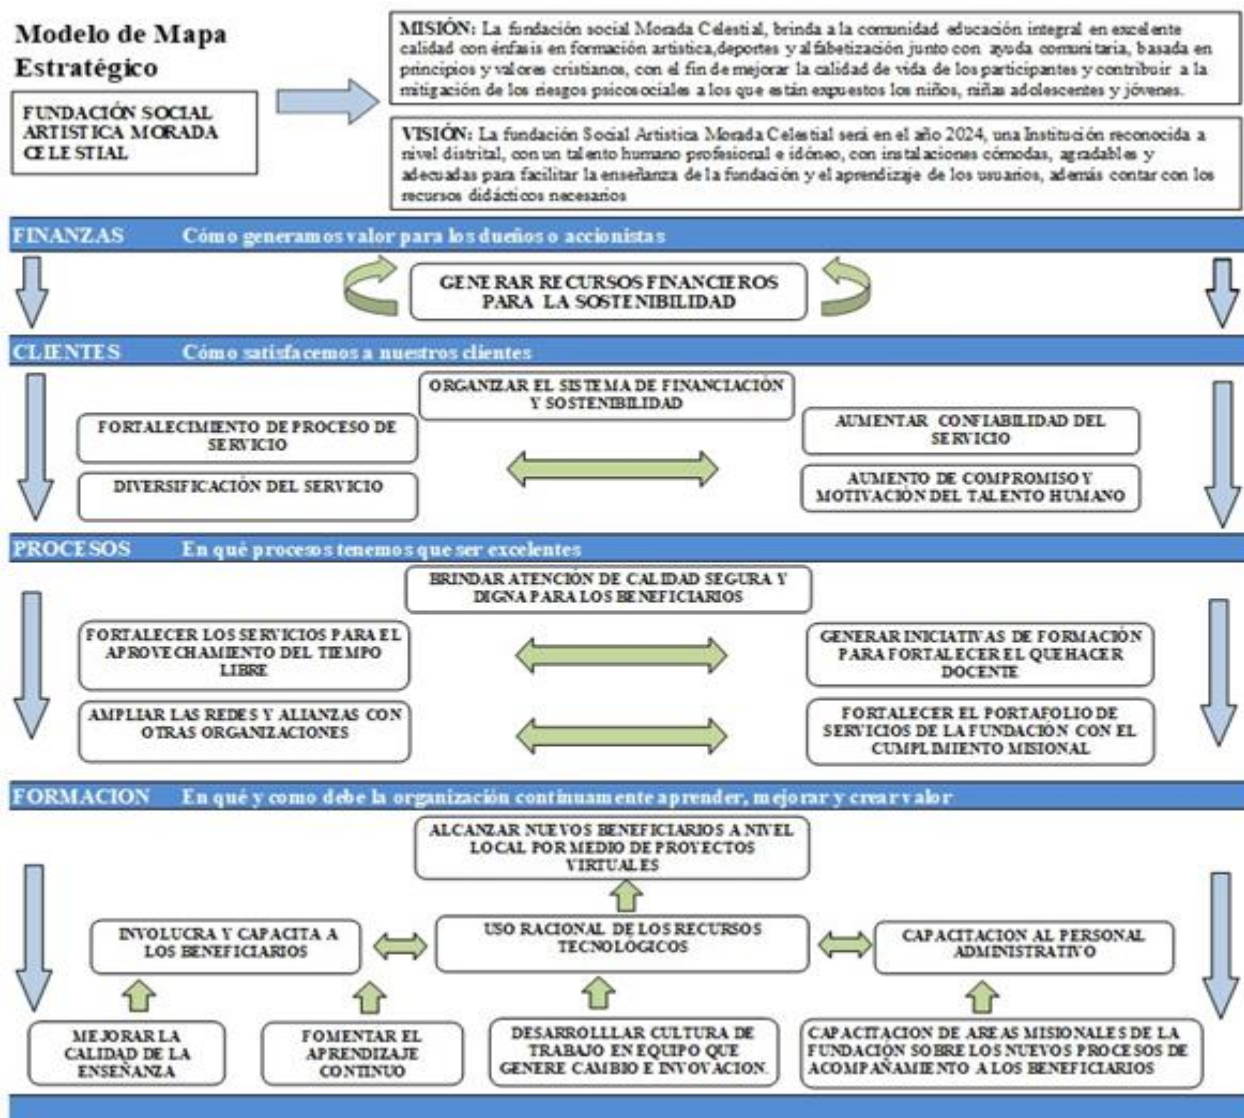 Modelo de Mapa
Estratégico
FUNDACIÓN SOCIAL
ARTISTICA MORADA
CELESTIAL
MISIÓN: La fundación social Morada Celestial, brinda a la comunidad educación integral en excelente
calidad con énfasis en formación artistica,deportes y alfabetización junto con ayuda comunitaria, basada en
principios y valores cristianos, con el fin de mejorar la calidad de vida de los participantes y contribuir a la
mitigación de los riesgos psicosociales a los que están expuestos los niños, niñas adolescentes y jóvenes.
VISIÓN: La fundación Social Artistica Morada Celestial será en el año 2024, una Institución reconocida a
nivel distrital, con un talento humano profesional e idóneo, con instalaciones cómodas, agradables y
adecuadas para facilitar la enseñanza de la fundación y el aprendizaje de los usuarios, además contar con los
recursos didácticos necesarios
FINANZAS Cómo generamos valor para los dueños o accionistas
GENERAR RECURSOS FINANCIEROS
PARA LA SOSTENIBILIDAD
CLIENTES Cómo satisfacemos a nuestros clientes
ORGANIZAR EL SISTEMA DE FINANCIACIÓN
Y SOSTENIBILIDAD
FORTALECIMIENTO DE PROCESO DE
SERVICIO
AUMENTAR CONFIABILIDAD DEL
SERVICIO
DIVERSIFICACIÓN DEL SERVICIO
AUMENTO DE COMPROMISO Y
MOTIVACIÓN DEL TALENTO HUMANO
PROCESOS En qué procesos tenemos que ser excelentes
BRINDAR ATENCIÓN DE CALIDAD SEGURA Y
DIGNA PARA LOS BENEFICIARIOS
FORTALECER LOS SERVICIOS PARA EL
APROVECHAMIENTO DEL TIEMPO
LIBRE
GENERAR INICIATIVAS DE FORMACIÓN
PARA FORTALECER EL QUE HACER
DOCENTE
AMPLIAR LAS REDES Y ALIANZAS CON
OTRAS ORGANIZACIONES
FORTALECER EL PORTAFOLIO DE
SERVICIOS DE LA FUNDACIÓN CON EL
CUMPLIMIENTO MISIONAL
FORMACION En qué y como debe la organización continuamente aprender, mejorar y crear valor
ALCANZAR NUEVOS BENEFICIARIOS A NIVEL
LOCAL POR MEDIO DE PROYECTOS
VIRTUALES
INVOLUCRA Y CAPACITA A
LOS BENEFICIARIOS
USO RACIONAL DE LOS RECURSOS
TECNOLÓGICOS
CAPACITACION AL PERSONAL
ADMINISTRATIVO
MEJORAR LA
CALIDAD DE LA
ENSEÑANZA
FOMENTAR EL
APRENDIZAJE
CONTINUO
DESARROLLLAR CULTURA DE
TRABAJO EN EQUIPO QUE
GENERE CAMBIO E INVOVACION.
CAPACITACION DE AREAS MISIONALES DE LA
FUNDACIÓN SOBRE LOS NUEVOS PROCESOS DE
ACOMPAÑAMIENTO A LOS BENEFICIARIOS